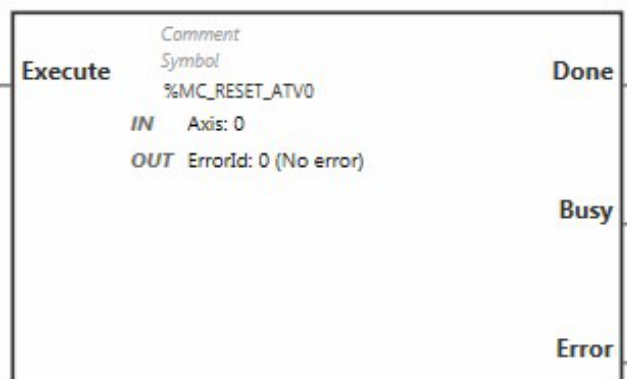 Comment
Execute Symbol Done
%MC_RESET_ATV0
IN Axis: 0
OUT ErrorId: 0 (No error)
Busy
Error